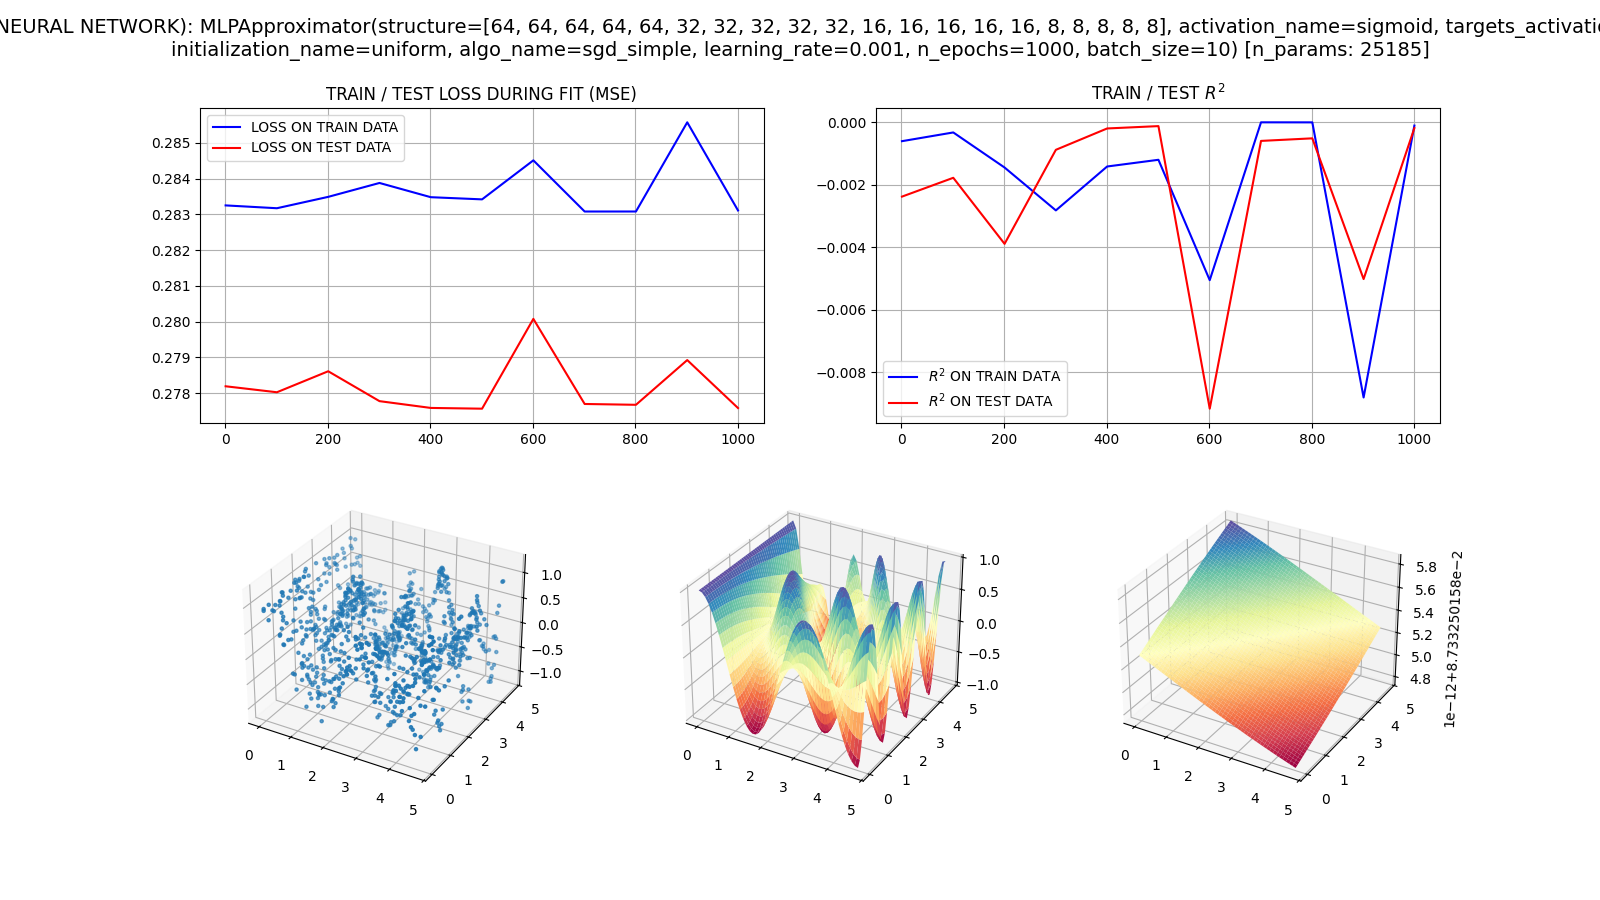 NEURAL NETWORK): MLPApproximator(structure=[64, 64, 64, 64, 64, 32, 32, 32, 32, 32, 16, 16, 16, 16, 16, 8, 8, 8, 8, 8], activation_name=sigmoid,
initialization_name=uniform, algo_name=sgd_simple, learning_rate=0.001, n_epochs=1000, batch_size=10) [n_params: 25185]
TRAIN / TEST LOSS DURING FIT (MSE)
LOSS ON TRAIN DATA
LOSS ON TEST DATA
0.285
0.284
0.283
0.282
0.281
0.280
0.279
0.278
0 200 400 600 800 1000
TRAIN / TEST R²
0.000
−0.002
−0.004
−0.006
−0.008
R² ON TRAIN DATA
R² ON TEST DATA
0 200 400 600 800 1000
1.0
0.5
0.0
−0.5
−1.0
0 1 2 3 4 5
0 1 2 3 4 5
1.0
0.5
0.0
−0.5
−1.0
0 1 2 3 4 5
0 1 2 3 4 5
5.8
5.6
5.4
5.2
5.0
4.8
1e−12+8.733250158e−2
0 1 2 3 4 5
0 1 2 3 4 5